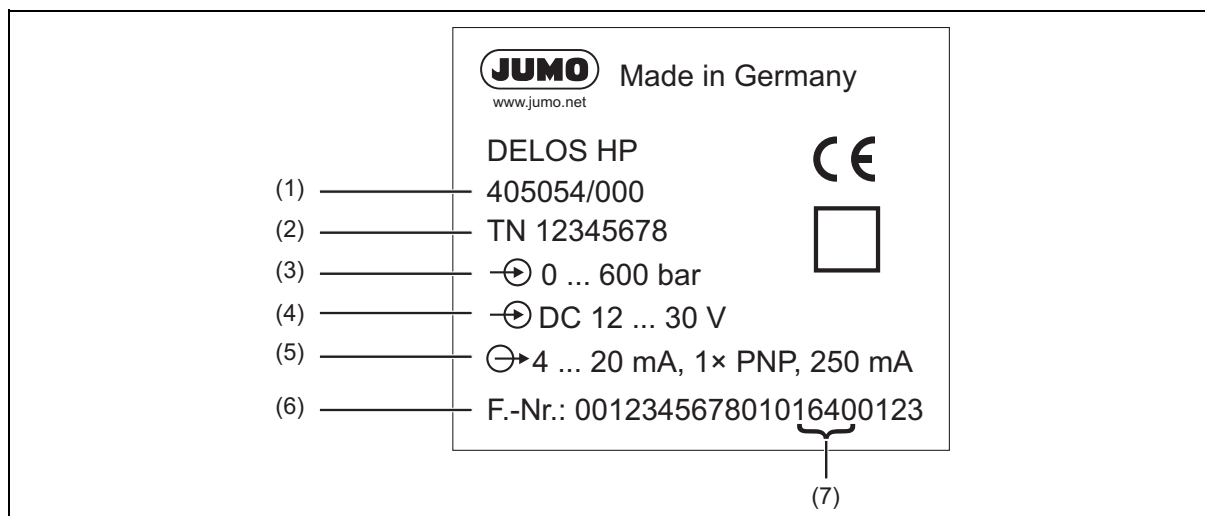 JUMO Made in Germany
www.jumo.net
DELOS HP
CE
(1) 405054/000
(2) TN 12345678
(3) 0 ... 600 bar
(4) DC 12 ... 30 V
(5) 4 ... 20 mA, 1× PNP, 250 mA
(6) F.-Nr.: 001234567801016400123
(7)